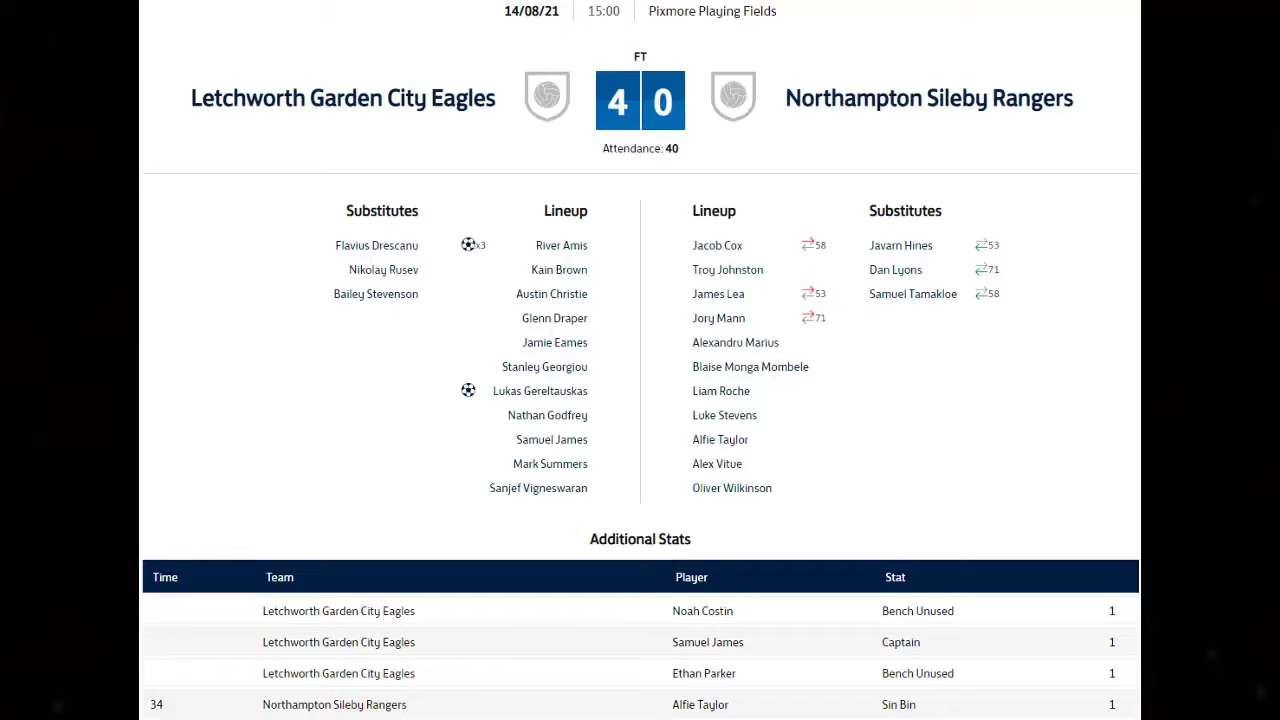 14/08/21 15:00 Pixmore Playing Fields
FT
Letchworth Garden City Eagles 4 0 Northampton Sileby Rangers
Attendance: 40
Substitutes Lineup Lineup Substitutes
Flavius Drescanu x3 River Amis Jacob Cox 58 Javarn Hines 53
Nikolay Rusev Kain Brown Troy Johnston Dan Lyons 71
Bailey Stevenson Austin Christie James Lea 53 Samuel Tamakloe 58
Glenn Draper Jory Mann 71
Jamie Eames Alexandru Marius
Stanley Georgiou Blaise Monga Mombele
Lukas Gereltauskas Liam Roche
Nathan Godfrey Luke Stevens
Samuel James Alfie Taylor
Mark Summers Alex Vitue
Sanjef Vigneswaran Oliver Wilkinson
Additional Stats
Time Team Player Stat
Letchworth Garden City Eagles Noah Costin Bench Unused 1
Letchworth Garden City Eagles Samuel James Captain 1
Letchworth Garden City Eagles Ethan Parker Bench Unused 1
34 Northampton Sileby Rangers Alfie Taylor Sin Bin 1